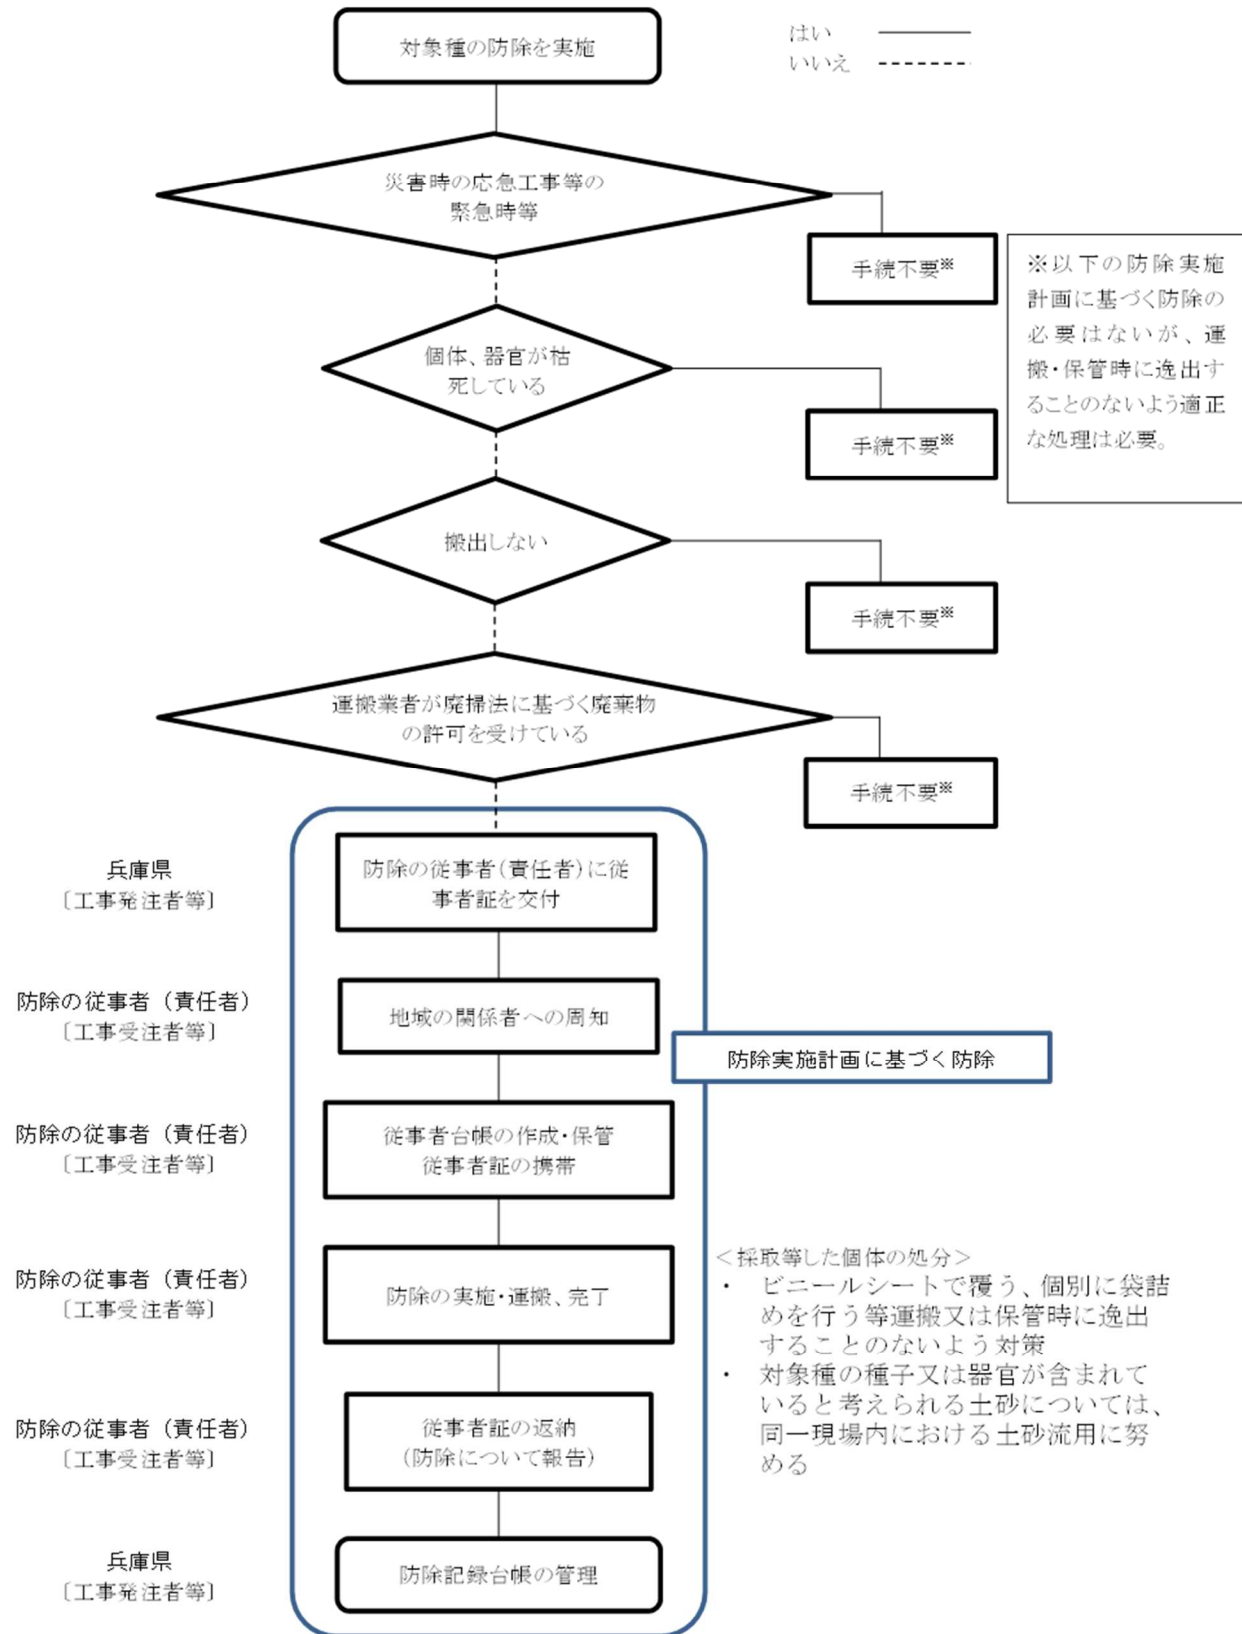 対象種の防除を実施
はい
いいえ
災害時の応急工事等の
緊急時等
手続不要※
※以下の防除実施
計画に基づく防除の
必要はないが、運
搬・保管時に逸出す
ることのないよう適正
な処理は必要。
個体、器官が枯
死している
手続不要※
搬出しない
手続不要※
運搬業者が廃掃法に基づく廃棄物
の許可を受けている
手続不要※
兵庫県
〔工事発注者等〕
防除の従事者(責任者)に従
事者証を交付
防除の従事者（責任者）
〔工事受注者等〕
地域の関係者への周知
防除実施計画に基づく防除
防除の従事者（責任者）
〔工事受注者等〕
従事者台帳の作成・保管
従事者証の携帯
防除の従事者（責任者）
〔工事受注者等〕
防除の実施・運搬、完了
＜採取等した個体の処分＞
・ ビニールシートで覆う、個別に袋詰
めを行う等運搬又は保管時に逸出
することのないよう対策
・ 対象種の種子又は器官が含まれて
いると考えられる土砂については、
同一現場内における土砂流用に努
める
防除の従事者（責任者）
〔工事受注者等〕
従事者証の返納
(防除について報告)
兵庫県
〔工事発注者等〕
防除記録台帳の管理